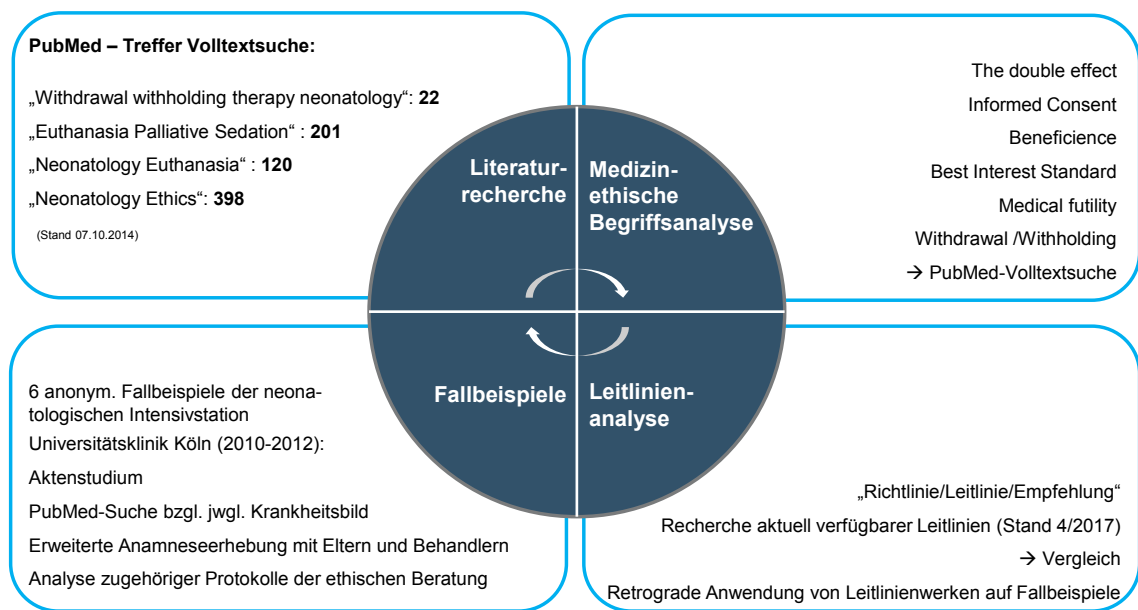 PubMed – Treffer Volltextsuche:
„Withdrawal withholding therapy neonatology“: 22
„Euthanasia Palliative Sedation“ : 201
„Neonatology Euthanasia“ : 120
„Neonatology Ethics“: 398
(Stand 07.10.2014)
The double effect
Informed Consent
Beneficience
Best Interest Standard
Medical futility
Withdrawal /Withholding
→ PubMed-Volltextsuche
Literatur-
recherche
Medizin-
ethische
Begriffsanalyse
Fallbeispiele
Leitlinien-
analyse
6 anonym. Fallbeispiele der neona-
tologischen Intensivstation
Universitätsklinik Köln (2010-2012):
Aktenstudium
PubMed-Suche bzgl. jwgl. Krankheitsbild
Erweiterte Anamneseerhebung mit Eltern und Behandlern
Analyse zugehöriger Protokolle der ethischen Beratung
„Richtlinie/Leitlinie/Empfehlung“
Recherche aktuell verfügbarer Leitlinien (Stand 4/2017)
→ Vergleich
Retrograde Anwendung von Leitlinienwerken auf Fallbeispiele